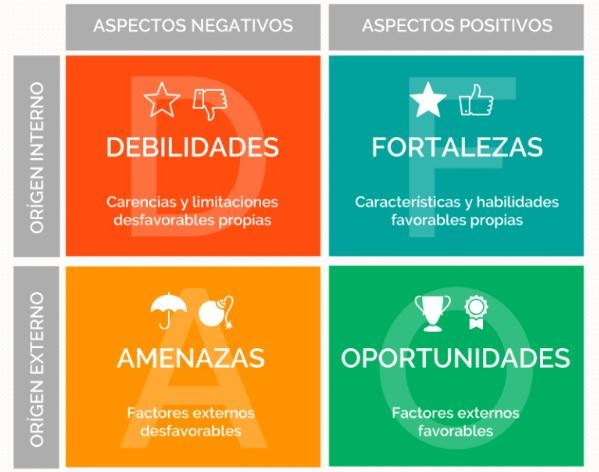 ASPECTOS NEGATIVOS
ASPECTOS POSITIVOS
ORÍGEN INTERNO
D
DEBILIDADES
Carencias y limitaciones
desfavorables propias
F
FORTALEZAS
Características y habilidades
favorables propias
ORÍGEN EXTERNO
A
AMENAZAS
Factores externos
desfavorables
O
OPORTUNIDADES
Factores externos
favorables